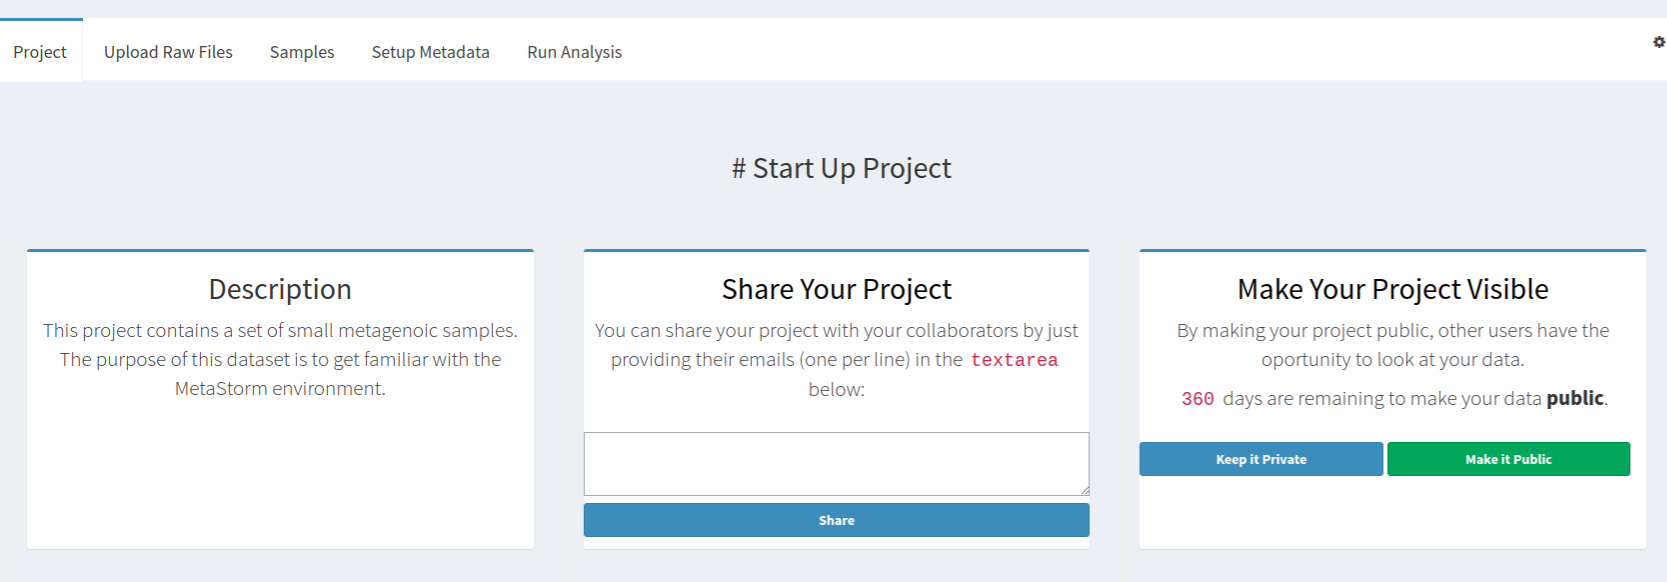 Project Upload Raw Files Samples Setup Metadata Run Analysis
# Start Up Project
Description
This project contains a set of small metagenoic samples.
The purpose of this dataset is to get familiar with the
MetaStorm environment.
Share Your Project
You can share your project with your collaborators by just
providing their emails (one per line) in the textarea
below:
Share
Make Your Project Visible
By making your project public, other users have the
oportunity to look at your data.
360 days are remaining to make your data public.
Keep it Private Make it Public